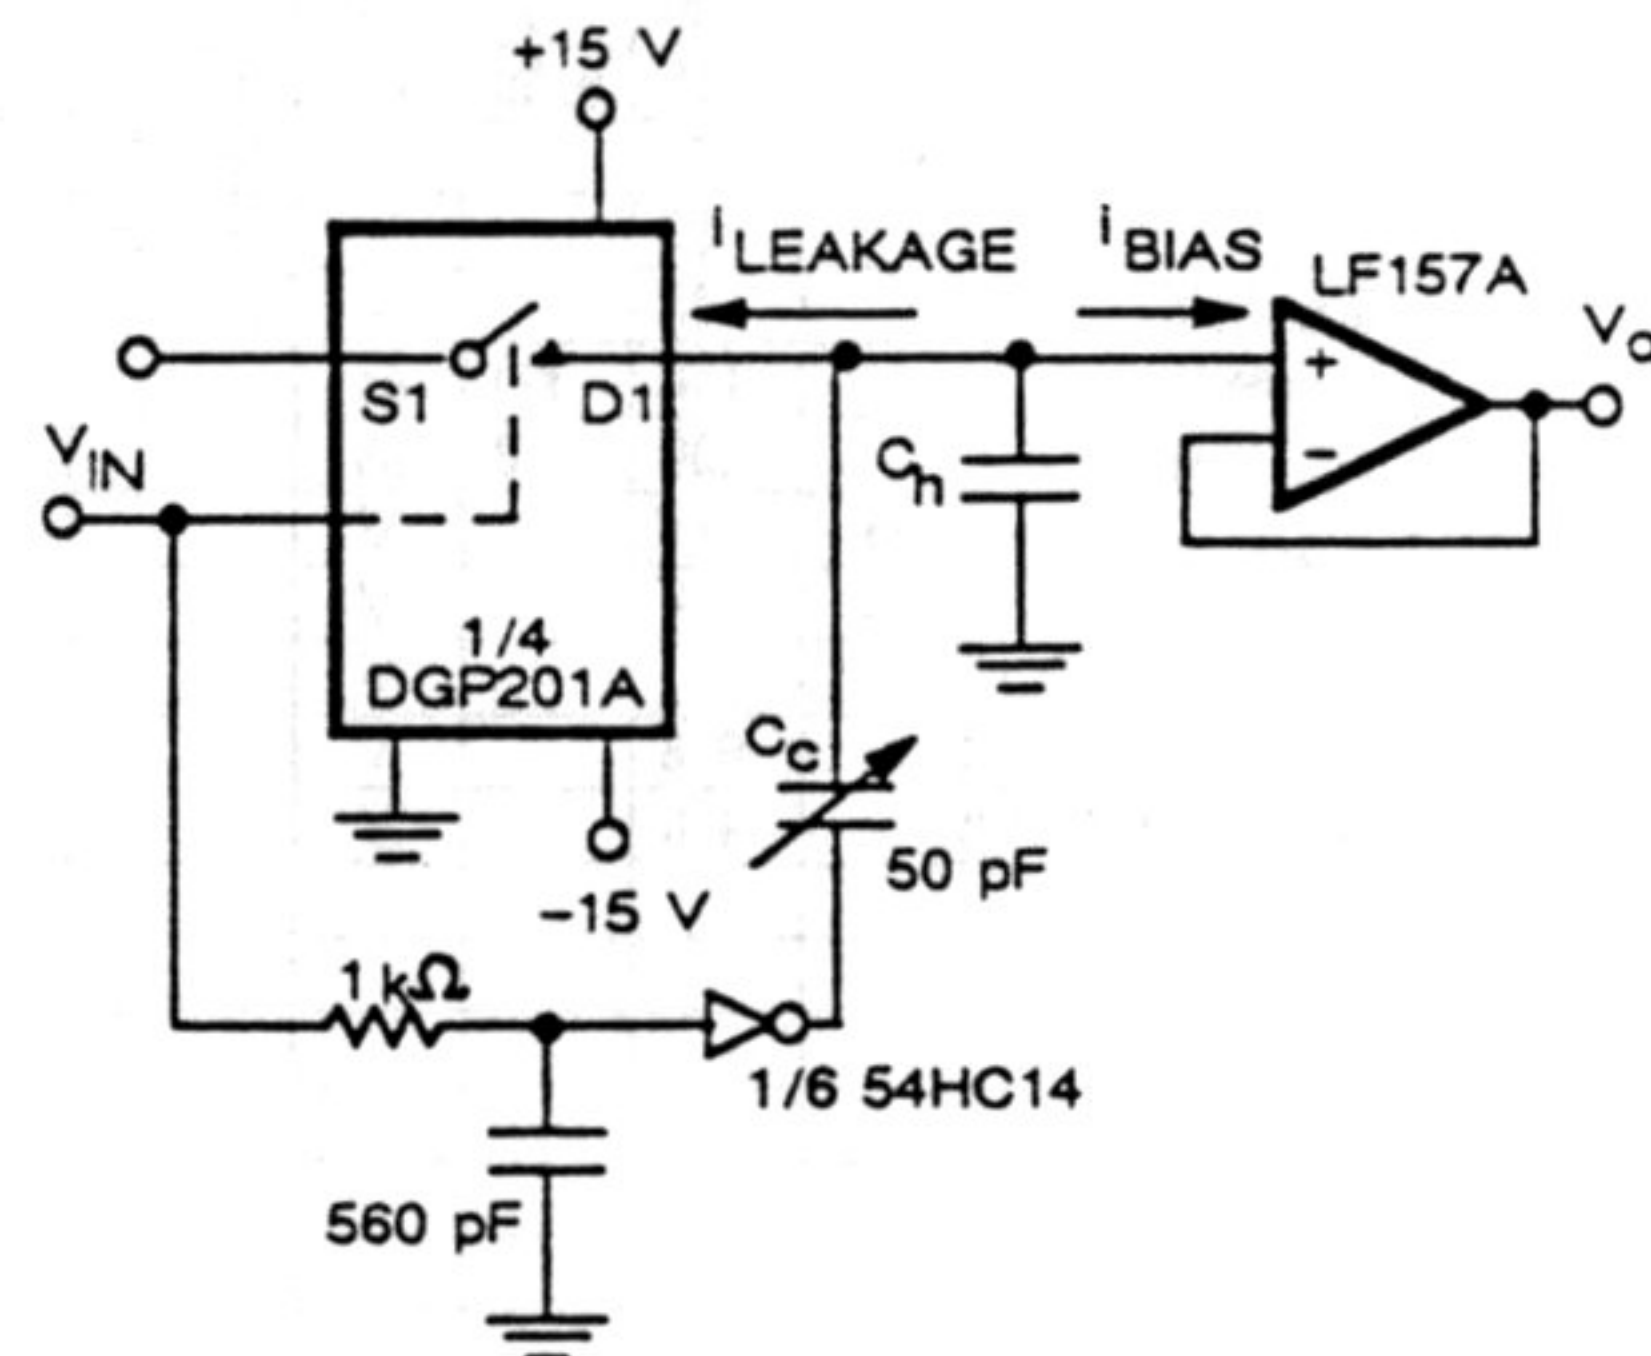 +15 V
iLEAKAGE
iBIAS
LF157A
Vo
S1
D1
VIN
Ch
1/4
DGP201A
Cc
50 pF
-15 V
1 kΩ
1/6 54HC14
560 pF
+
-